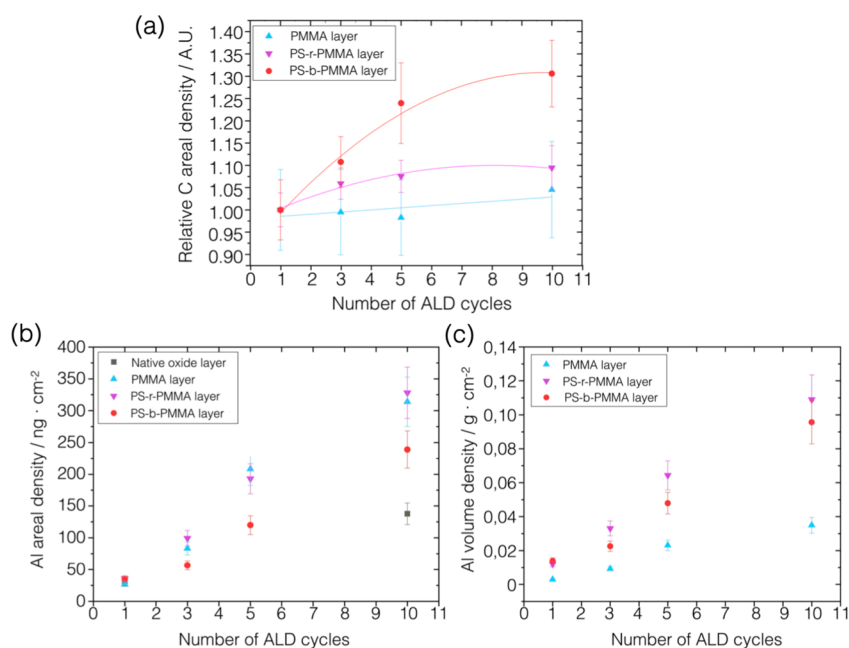 (a)
1.40
1.35
1.30
1.25
1.20
1.15
1.10
1.05
1.00
0.95
0.90
Relative C areal density / A.U.
PMMA layer
PS-r-PMMA layer
PS-b-PMMA layer
0 1 2 3 4 5 6 7 8 9 10 11
Number of ALD cycles
(b)
400
350
300
250
200
150
100
50
0
Al areal density / ng · cm⁻²
Native oxide layer
PMMA layer
PS-r-PMMA layer
PS-b-PMMA layer
0 1 2 3 4 5 6 7 8 9 10 11
Number of ALD cycles
(c)
0,14
0,12
0,10
0,08
0,06
0,04
0,02
0
Al volume density / g · cm⁻²
PMMA layer
PS-r-PMMA layer
PS-b-PMMA layer
0 1 2 3 4 5 6 7 8 9 10 11
Number of ALD cycles